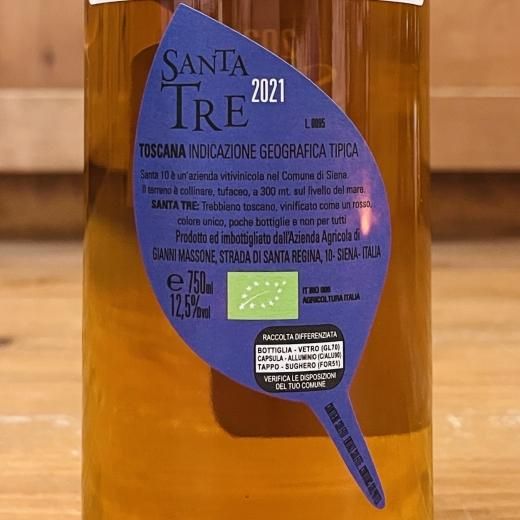 SANTA
TRE 2021
L.0095
TOSCANA INDICAZIONE GEOGRAFICA TIPICA
Santa 10 è un'azienda vitivinicola nel Comune di Siena.
Il terreno è collinare, tufaceo, a 300 mt. sul livello del mare.
SANTA TRE: Trebbiano toscano, vinificato come un rosso,
colore unico, poche bottiglie e non per tutti
Prodotto ed imbottigliato dall'Azienda Agricola di
GIANNI MASSONE, STRADA DI SANTA REGINA, 10- SIENA- ITALIA
e 750ml
12,5%vol
IT BIO 006
AGRICOLTURA ITALIA
RACCOLTA DIFFERENZIATA
BOTTIGLIA - VETRO (GL70)
CAPSULA - ALLUMINIO (C/ALU90)
TAPPO - SUGHERO (FOR51)
VERIFICA LE DISPOSIZIONI
DEL TUO COMUNE